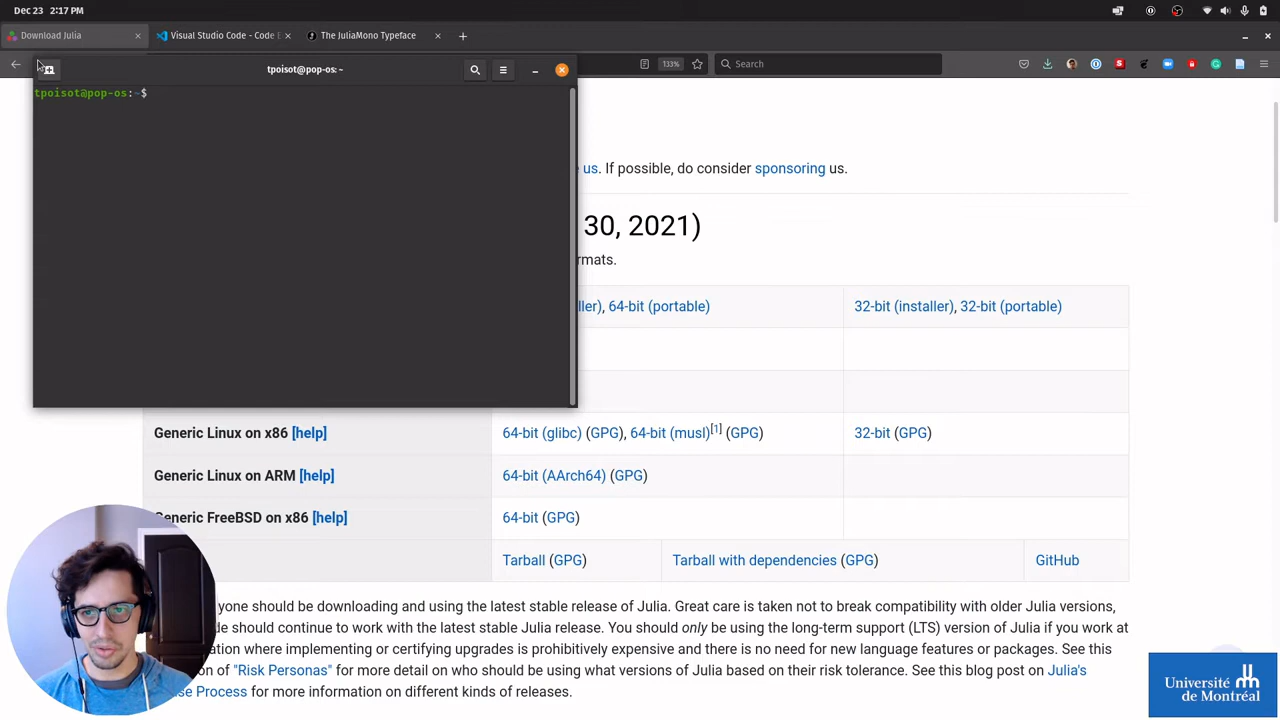 Dec 23 2:17 PM
Download Julia
Visual Studio Code - Code E
The JuliaMono Typeface
133%
Search
tpoisot@pop-os: ~
tpoisot@pop-os:~$
us. If possible, do consider sponsoring us.
30, 2021)
rmats.
ller), 64-bit (portable)
32-bit (installer), 32-bit (portable)
Generic Linux on x86 [help]
64-bit (glibc) (GPG), 64-bit (musl)[1] (GPG)
32-bit (GPG)
Generic Linux on ARM [help]
64-bit (AArch64) (GPG)
Generic FreeBSD on x86 [help]
64-bit (GPG)
Tarball (GPG)
Tarball with dependencies (GPG)
GitHub
yone should be downloading and using the latest stable release of Julia. Great care is taken not to break compatibility with older Julia versions,
de should continue to work with the latest stable Julia release. You should only be using the long-term support (LTS) version of Julia if you work at
ation where implementing or certifying upgrades is prohibitively expensive and there is no need for new language features or packages. See this
on of "Risk Personas" for more detail on who should be using what versions of Julia based on their risk tolerance. See this blog post on Julia's
se Process for more information on different kinds of releases.
Université
de Montréal